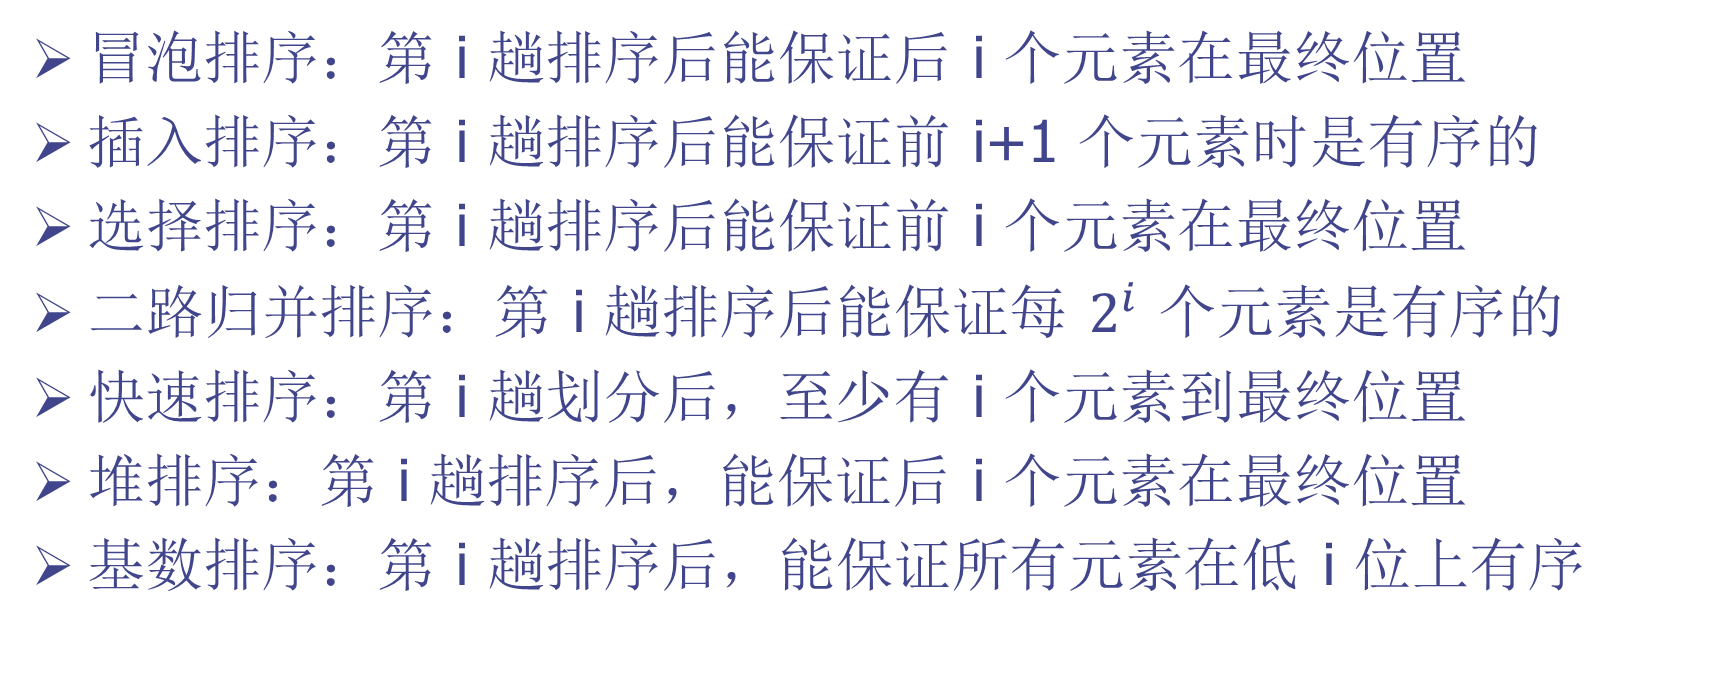 ➢ 冒泡排序：第 i 趟排序后能保证后 i 个元素在最终位置
➢ 插入排序：第 i 趟排序后能保证前 i+1 个元素时是有序的
➢ 选择排序：第 i 趟排序后能保证前 i 个元素在最终位置
➢ 二路归并排序：第 i 趟排序后能保证每 2^i 个元素是有序的
➢ 快速排序：第 i 趟划分后，至少有 i 个元素到最终位置
➢ 堆排序：第 i 趟排序后，能保证后 i 个元素在最终位置
➢ 基数排序：第 i 趟排序后，能保证所有元素在低 i 位上有序